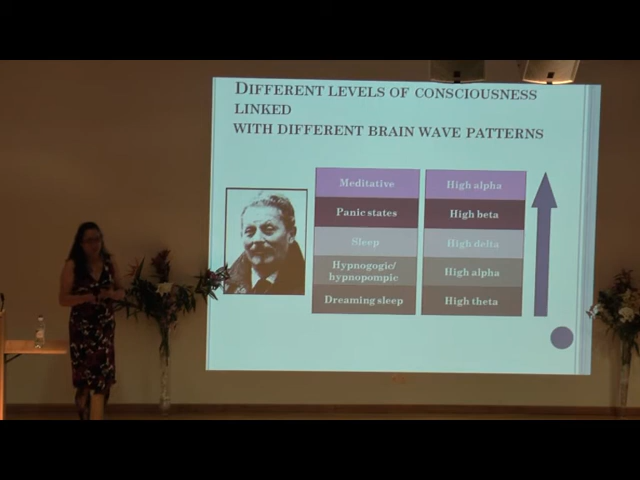 DIFFERENT LEVELS OF CONSCIOUSNESS
LINKED
WITH DIFFERENT BRAIN WAVE PATTERNS
Meditative High alpha
Panic states High beta
Sleep High delta
Hypnogogic/
hypnopompic High alpha
Dreaming sleep High theta